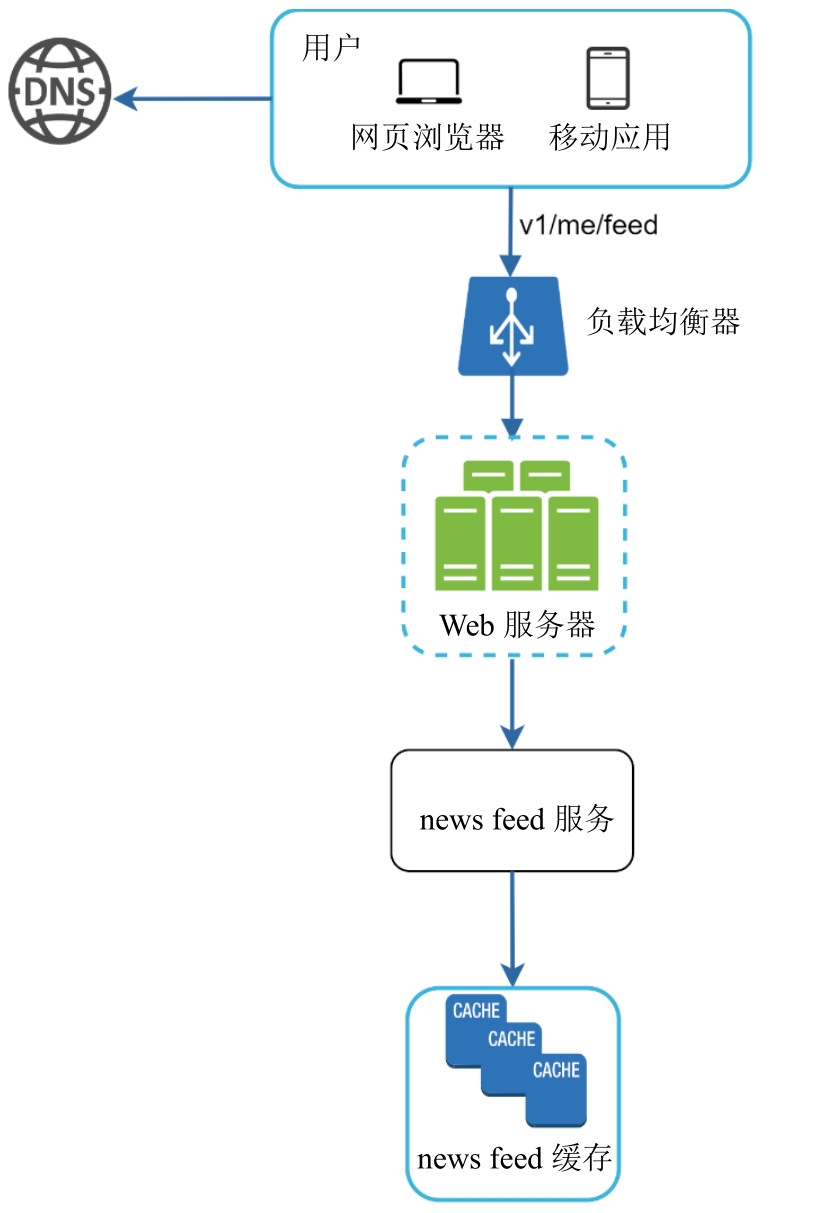 用户
DNS
网页浏览器
移动应用
v1/me/feed
负载均衡器
Web 服务器
news feed 服务
CACHE
CACHE
CACHE
news feed 缓存